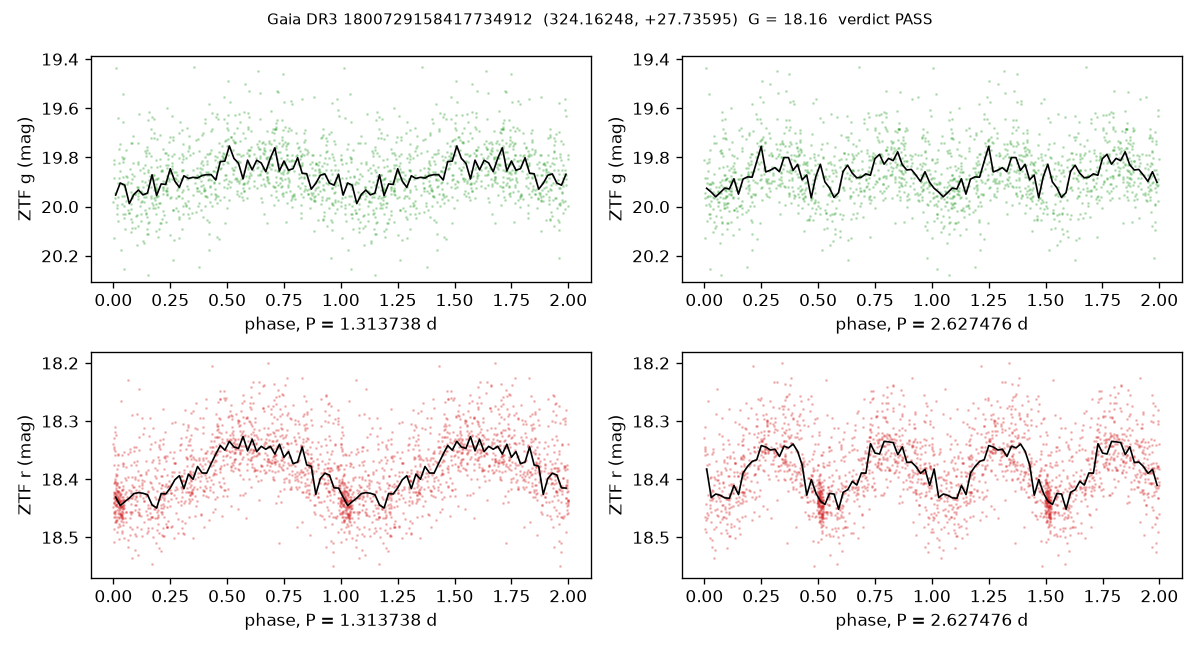 Gaia DR3 1800729158417734912 (324.16248, +27.73595) G = 18.16 verdict PASS
19.4
19.6
19.8
20.0
20.2
ZTF g (mag)
0.00 0.25 0.50 0.75 1.00 1.25 1.50 1.75 2.00
phase, P = 1.313738 d
19.4
19.6
19.8
20.0
20.2
ZTF g (mag)
0.00 0.25 0.50 0.75 1.00 1.25 1.50 1.75 2.00
phase, P = 2.627476 d
18.2
18.3
18.4
18.5
ZTF r (mag)
0.00 0.25 0.50 0.75 1.00 1.25 1.50 1.75 2.00
phase, P = 1.313738 d
18.2
18.3
18.4
18.5
ZTF r (mag)
0.00 0.25 0.50 0.75 1.00 1.25 1.50 1.75 2.00
phase, P = 2.627476 d